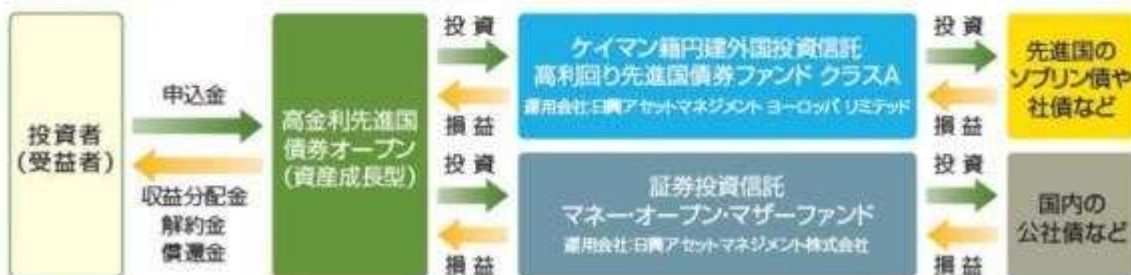 投資者
(受益者)
申込金
収益分配金
解約金
償還金
高金利先進国
債券オープン
(資産成長型)
投資
損益
ケイマン籍円建外国投資信託
高利回り先進国債券ファンド クラスA
運用会社:日興アセットマネジメント ヨーロッパ リミテッド
投資
損益
先進国の
ソブリン債や
社債など
投資
損益
証券投資信託
マネー・オープン・マザーファンド
運用会社:日興アセットマネジメント株式会社
投資
損益
国内の
公社債など